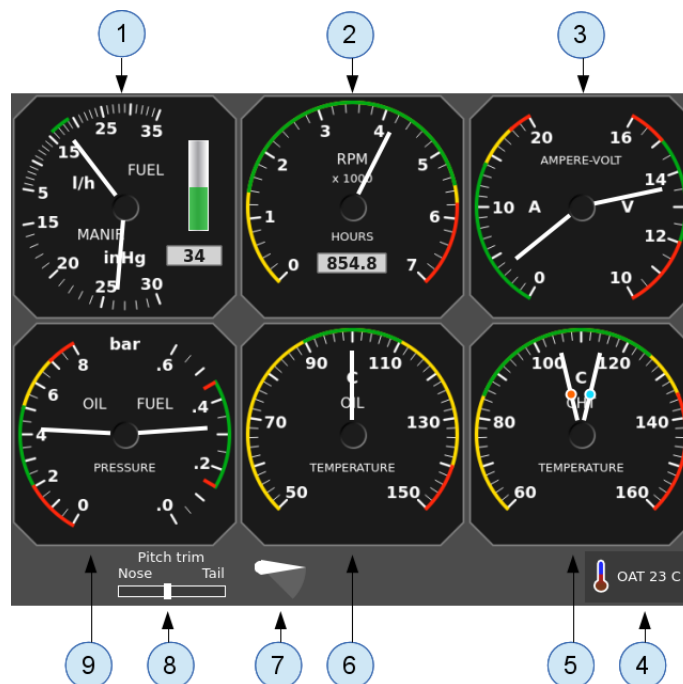 1
2
3
25
35
15
FUEL
l/h
5
15
MANIF
inHg
34
20
25
30
3
4
2
5
RPM
x 1000
1
6
HOURS
854.8
0
7
20
16
AMPERE-VOLT
14
10
A
V
12
0
10
bar
8
.6
6
OIL
FUEL
.4
4
PRESSURE
2
.2
0
.0
90
110
C
OIL
70
130
TEMPERATURE
50
150
100
120
C
CHT
80
140
TEMPERATURE
60
160
Pitch trim
Nose
Tail
OAT 23 C
9
8
7
6
5
4